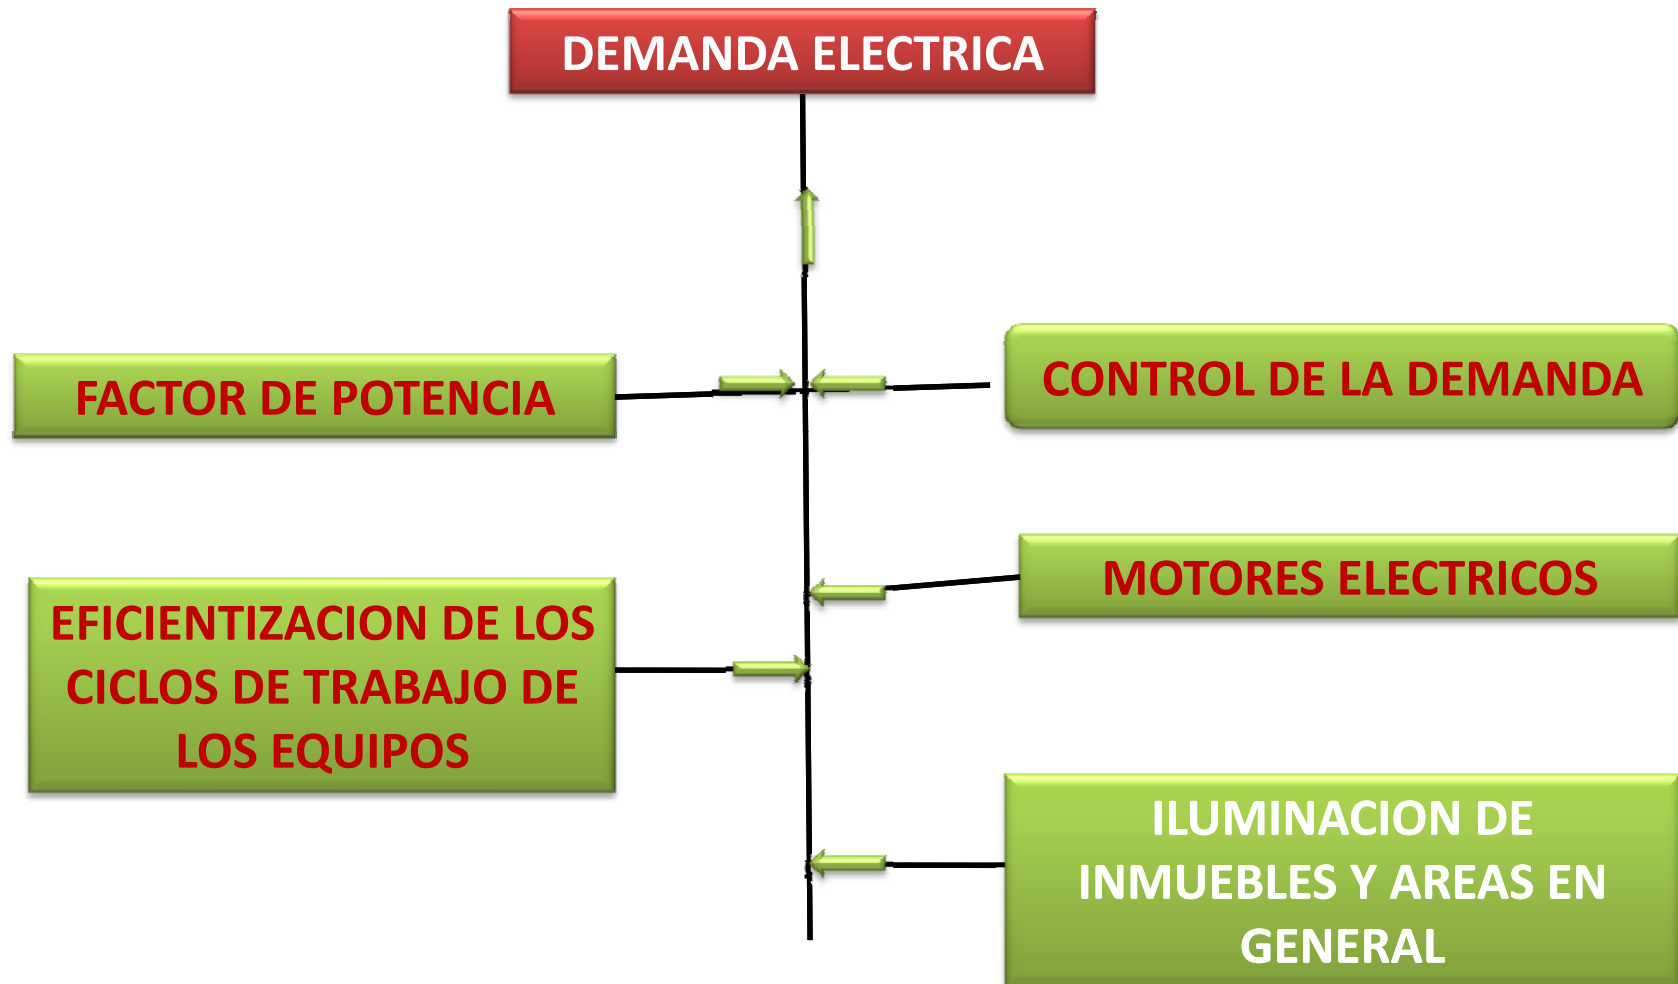 DEMANDA ELECTRICA
FACTOR DE POTENCIA
CONTROL DE LA DEMANDA
EFICIENTIZACION DE LOS
CICLOS DE TRABAJO DE
LOS EQUIPOS
MOTORES ELECTRICOS
ILUMINACION DE
INMUEBLES Y AREAS EN
GENERAL